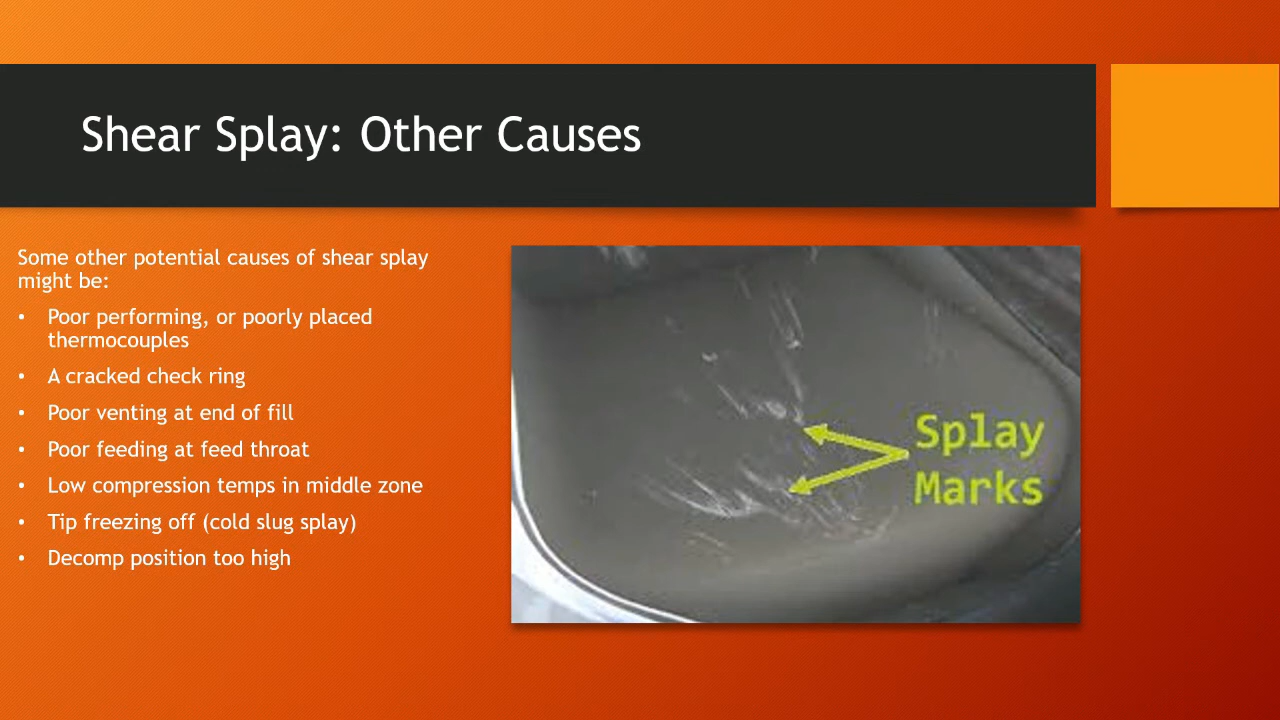 Shear Splay: Other Causes
Some other potential causes of shear splay
might be:
• Poor performing, or poorly placed
thermocouples
• A cracked check ring
• Poor venting at end of fill
• Poor feeding at feed throat
• Low compression temps in middle zone
• Tip freezing off (cold slug splay)
• Decomp position too high
Splay
Marks